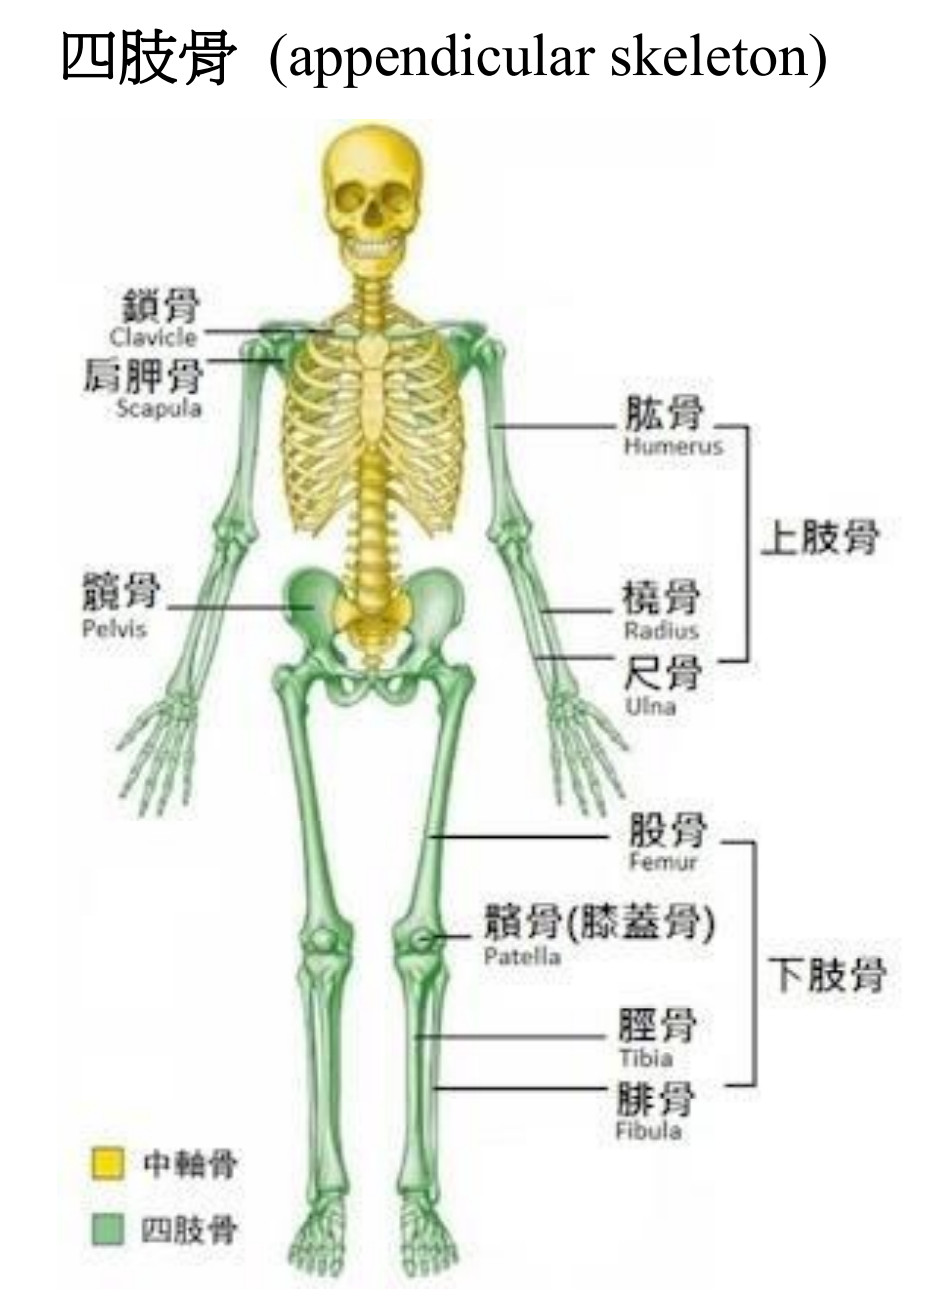 四肢骨 (appendicular skeleton)
鎖骨
Clavicle
肩胛骨
Scapula
髖骨
Pelvis
肱骨
Humerus
橈骨
Radius
尺骨
Ulna
上肢骨
股骨
Femur
髕骨(膝蓋骨)
Patella
脛骨
Tibia
腓骨
Fibula
下肢骨
中軸骨
四肢骨